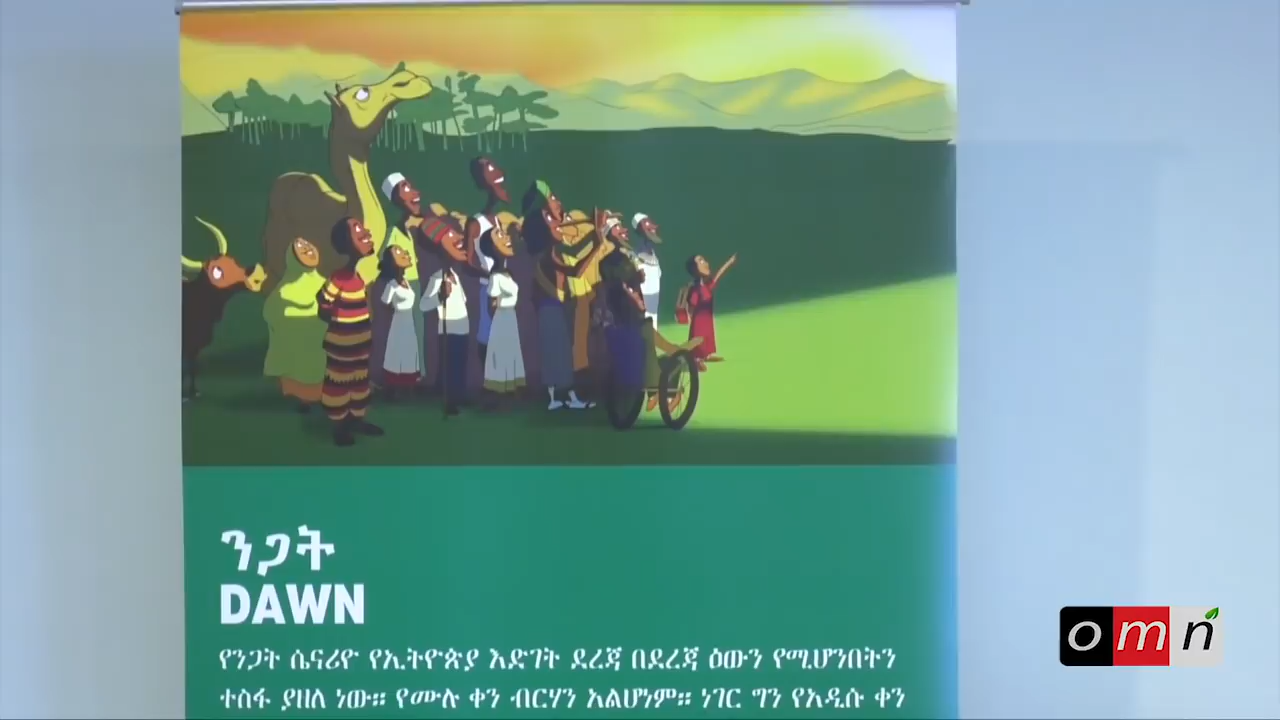 ንጋት
DAWN
የንጋት ሴናሪዮ የኢትዮጵያ እድገት ደረጃ በደረጃ ዕውን የሚሆንበትን
ተስፋ ያዘለ ነው። የሙሉ ቀን ብርሃን አልሆነም። ነገር ግን የአዲሱ ቀን
omn